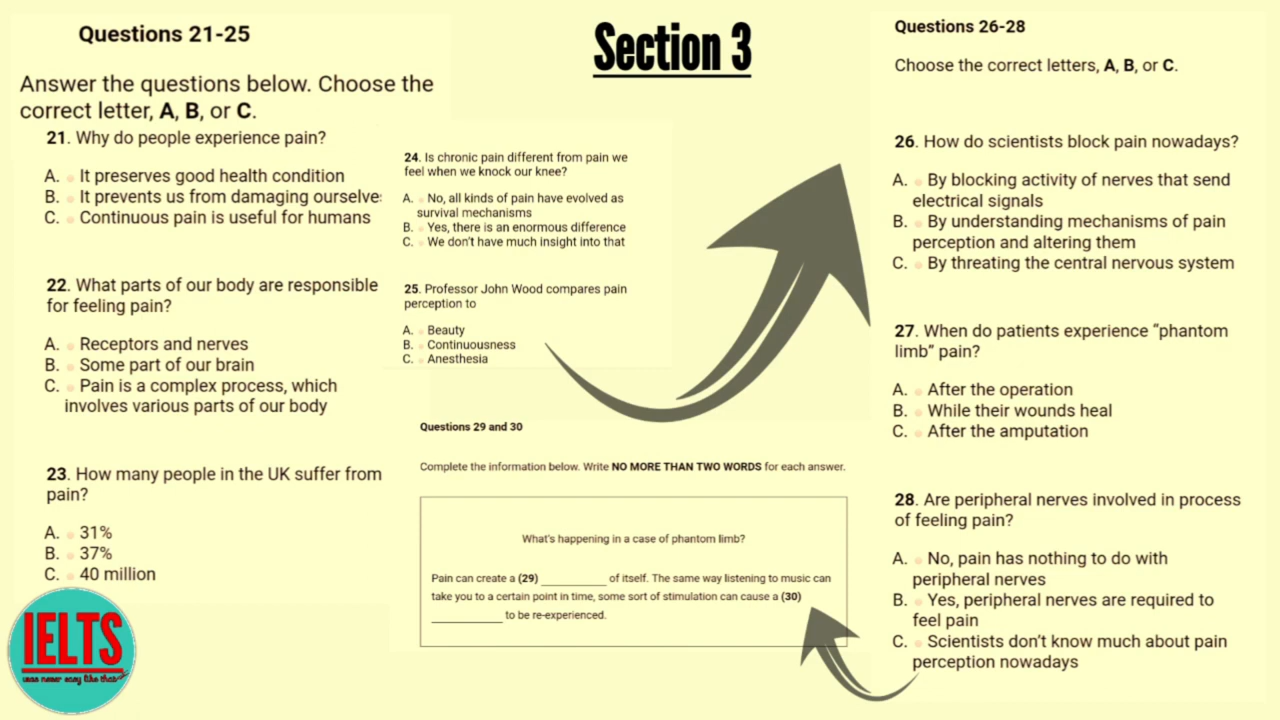 Section 3
Questions 21-25
Answer the questions below. Choose the
correct letter, A, B, or C.
21. Why do people experience pain?
A. It preserves good health condition
B. It prevents us from damaging ourselve
C. Continuous pain is useful for humans
22. What parts of our body are responsible
for feeling pain?
A. Receptors and nerves
B. Some part of our brain
C. Pain is a complex process, which
involves various parts of our body
23. How many people in the UK suffer from
pain?
A. 31%
B. 37%
C. 40 million
24. Is chronic pain different from pain we
feel when we knock our knee?
A. No, all kinds of pain have evolved as
survival mechanisms
B. Yes, there is an enormous difference
C. We don't have much insight into that
25. Professor John Wood compares pain
perception to
A. Beauty
B. Continuousness
C. Anesthesia
Questions 26-28
Choose the correct letters, A, B, or C.
26. How do scientists block pain nowadays?
A. By blocking activity of nerves that send
electrical signals
B. By understanding mechanisms of pain
perception and altering them
C. By threating the central nervous system
27. When do patients experience “phantom
limb” pain?
A. After the operation
B. While their wounds heal
C. After the amputation
28. Are peripheral nerves involved in process
of feeling pain?
A. No, pain has nothing to do with
peripheral nerves
B. Yes, peripheral nerves are required to
feel pain
C. Scientists don't know much about pain
perception nowadays
Questions 29 and 30
Complete the information below. Write NO MORE THAN TWO WORDS for each answer.
What's happening in a case of phantom limb?
Pain can create a (29) ____________ of itself. The same way listening to music can
take you to a certain point in time, some sort of stimulation can cause a (30)
____________ to be re-experienced.
IELTS
was never easy like that